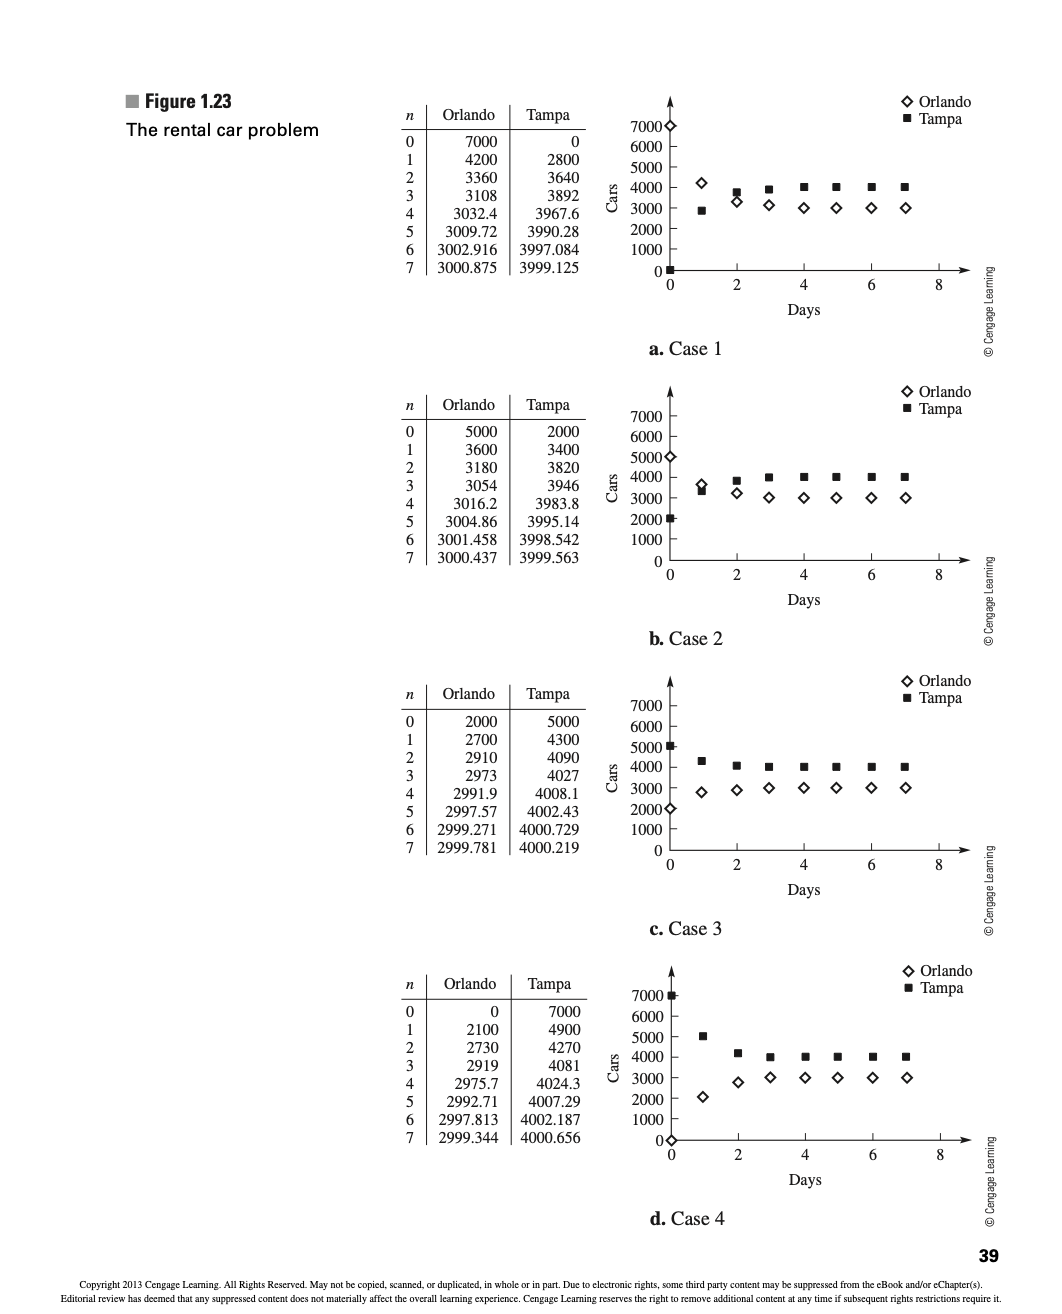 Figure 1.23
The rental car problem
n Orlando Tampa
0 7000 0
1 4200 2800
2 3360 3640
3 3108 3892
4 3032.4 3967.6
5 3009.72 3990.28
6 3002.916 3997.084
7 3000.875 3999.125
Orlando
Tampa
Cars
7000
6000
5000
4000
3000
2000
1000
0
0 2 4 6 8
Days
© Cengage Learning
a. Case 1
n Orlando Tampa
0 5000 2000
1 3600 3400
2 3180 3820
3 3054 3946
4 3016.2 3983.8
5 3004.86 3995.14
6 3001.458 3998.542
7 3000.437 3999.563
Orlando
Tampa
Cars
7000
6000
5000
4000
3000
2000
1000
0
0 2 4 6 8
Days
© Cengage Learning
b. Case 2
n Orlando Tampa
0 2000 5000
1 2700 4300
2 2910 4090
3 2973 4027
4 2991.9 4008.1
5 2997.57 4002.43
6 2999.271 4000.729
7 2999.781 4000.219
Orlando
Tampa
Cars
7000
6000
5000
4000
3000
2000
1000
0
0 2 4 6 8
Days
© Cengage Learning
c. Case 3
n Orlando Tampa
0 0 7000
1 2100 4900
2 2730 4270
3 2919 4081
4 2975.7 4024.3
5 2992.71 4007.29
6 2997.813 4002.187
7 2999.344 4000.656
Orlando
Tampa
Cars
7000
6000
5000
4000
3000
2000
1000
0
0 2 4 6 8
Days
© Cengage Learning
d. Case 4
39
Copyright 2013 Cengage Learning. All Rights Reserved. May not be copied, scanned, or duplicated, in whole or in part. Due to electronic rights, some third party content may be suppressed from the eBook and/or eChapter(s).
Editorial review has deemed that any suppressed content does not materially affect the overall learning experience. Cengage Learning reserves the right to remove additional content at any time if subsequent rights restrictions require it.